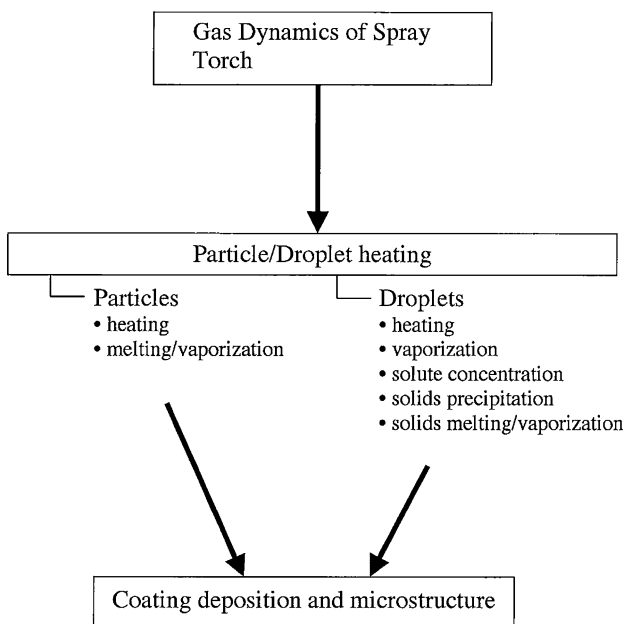 Gas Dynamics of Spray
Torch
Particle/Droplet heating
Particles
• heating
• melting/vaporization
Droplets
• heating
• vaporization
• solute concentration
• solids precipitation
• solids melting/vaporization
Coating deposition and microstructure